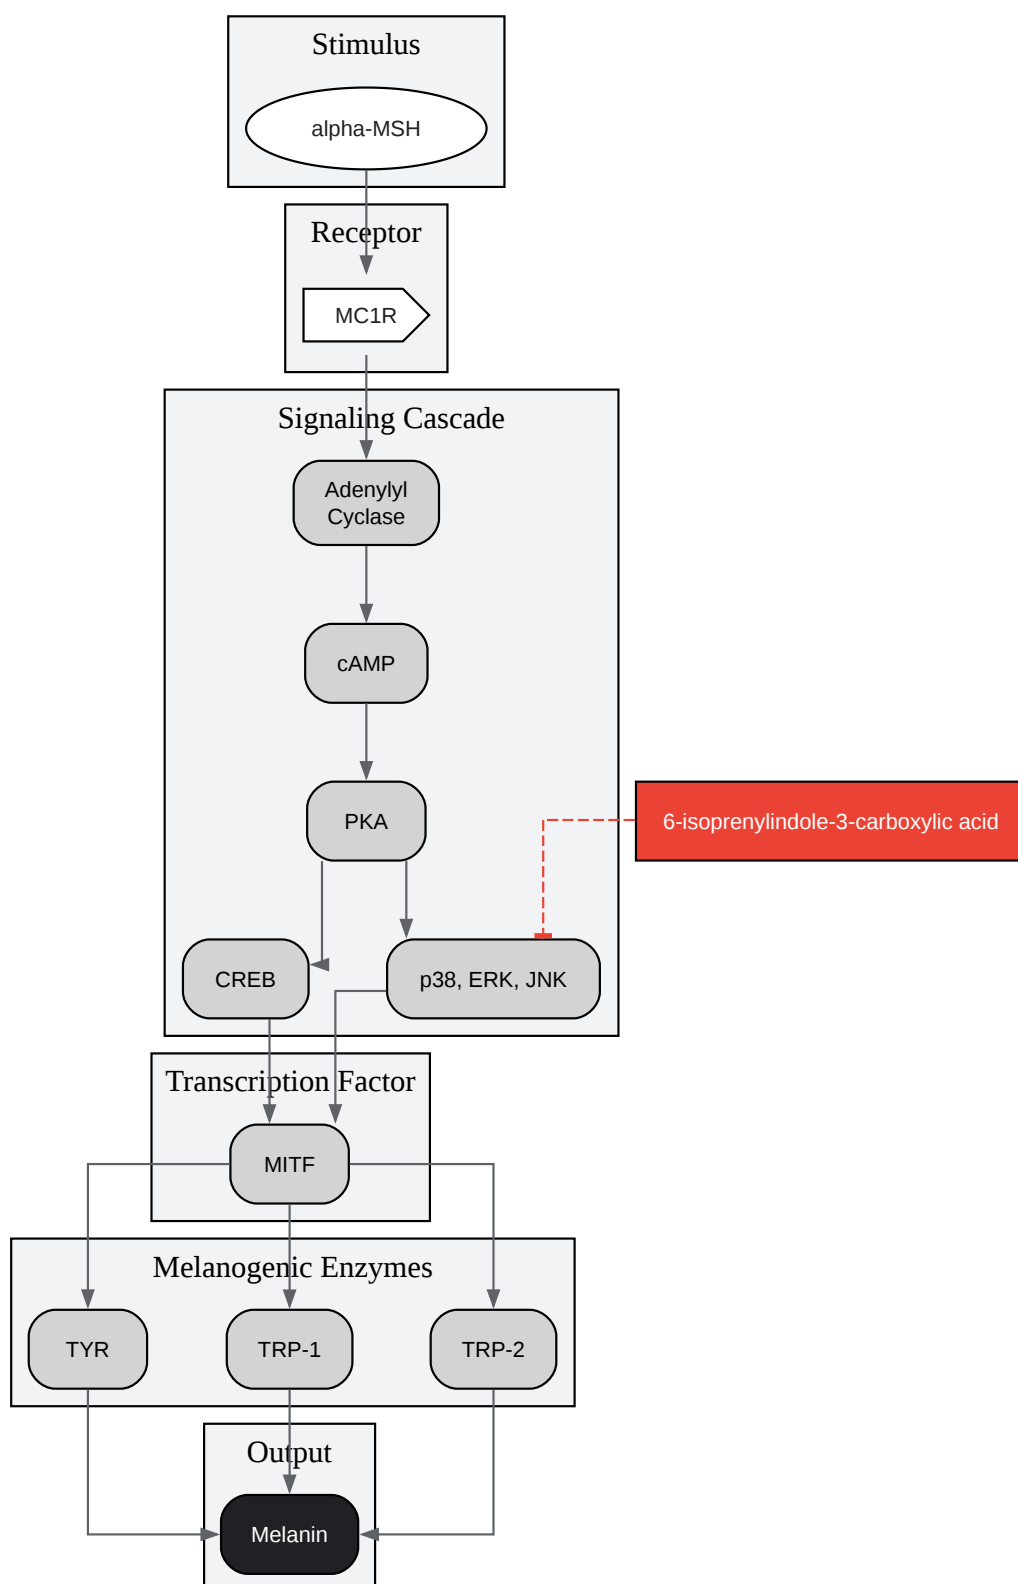 Stimulus
alpha-MSH
Receptor
MC1R
Signaling Cascade
Adenylyl
Cyclase
cAMP
PKA
6-isoprenylindole-3-carboxylic acid
CREB
p38, ERK, JNK
Transcription Factor
MITF
Melanogenic Enzymes
TYR
TRP-1
TRP-2
Output
Melanin